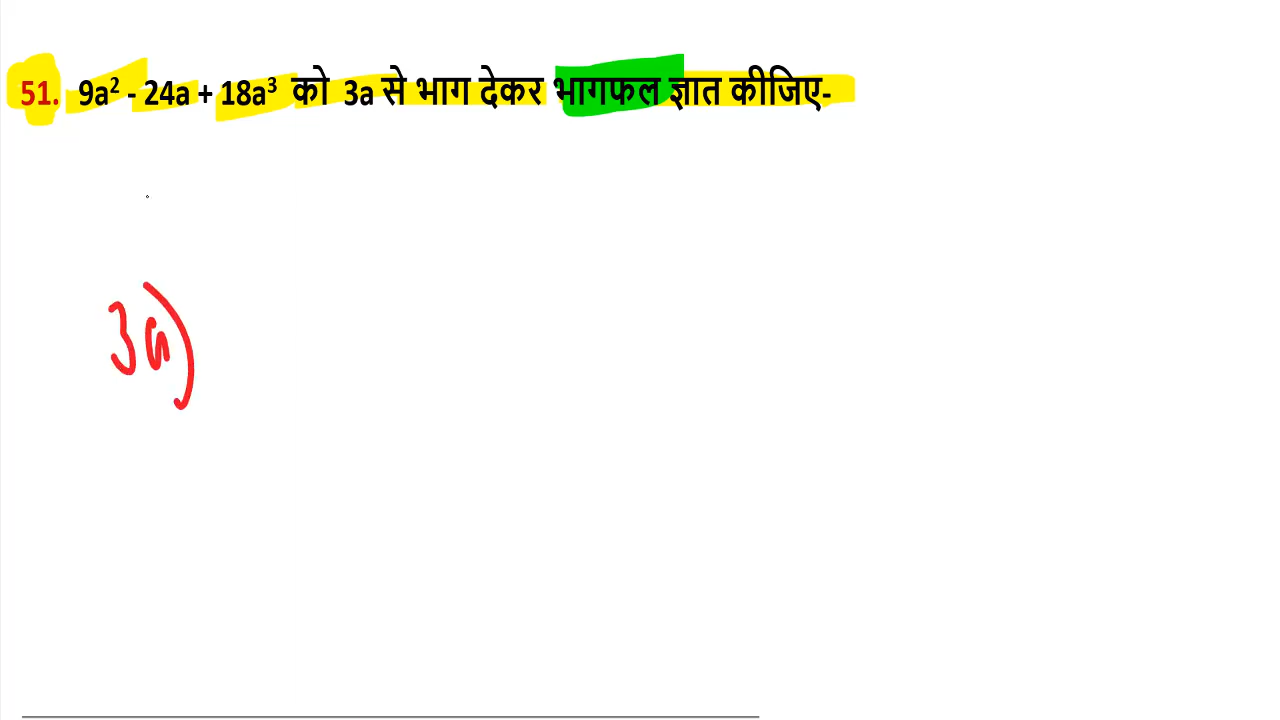 51. 9a² - 24a + 18a³ को 3a से भाग देकर भागफल ज्ञात कीजिए-
3a)